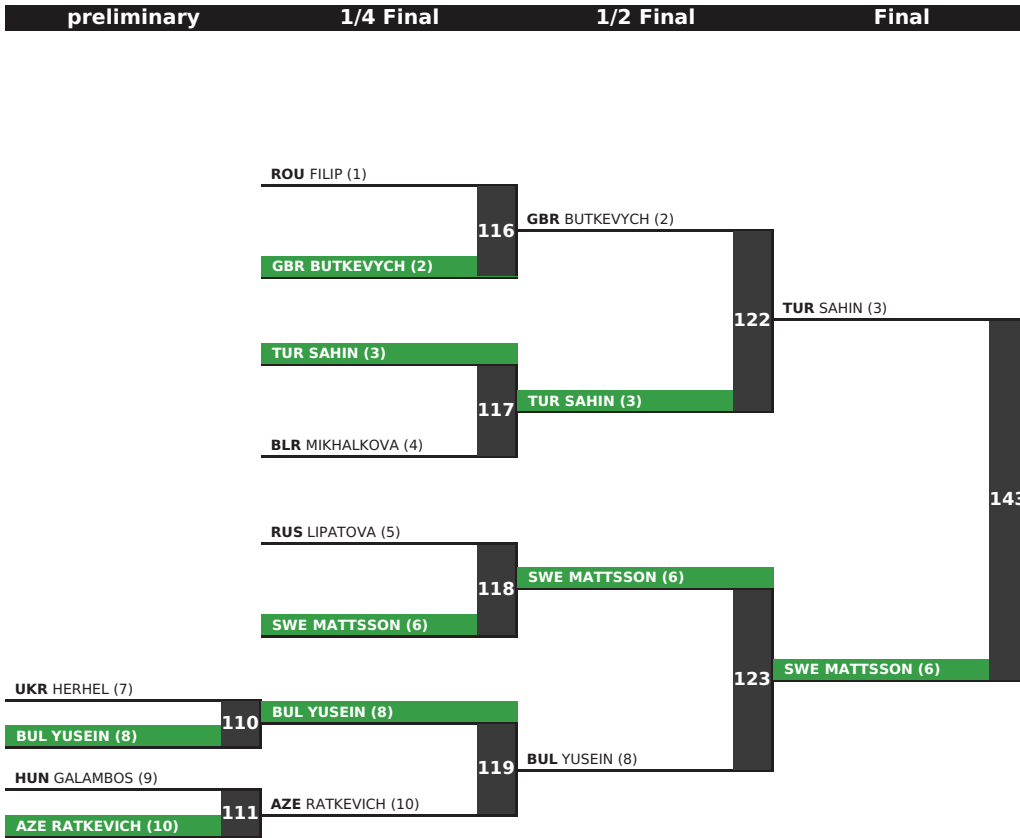 preliminary 1/4 Final 1/2 Final Final
ROU FILIP (1)
116
GBR BUTKEVYCH (2)
GBR BUTKEVYCH (2)
122
TUR SAHIN (3)
TUR SAHIN (3)
117
TUR SAHIN (3)
BLR MIKHALKOVA (4)
143
RUS LIPATOVA (5)
118
SWE MATTSSON (6)
SWE MATTSSON (6)
123
SWE MATTSSON (6)
UKR HERHEL (7)
110
BUL YUSEIN (8)
BUL YUSEIN (8)
119
BUL YUSEIN (8)
HUN GALAMBOS (9)
111
AZE RATKEVICH (10)
AZE RATKEVICH (10)